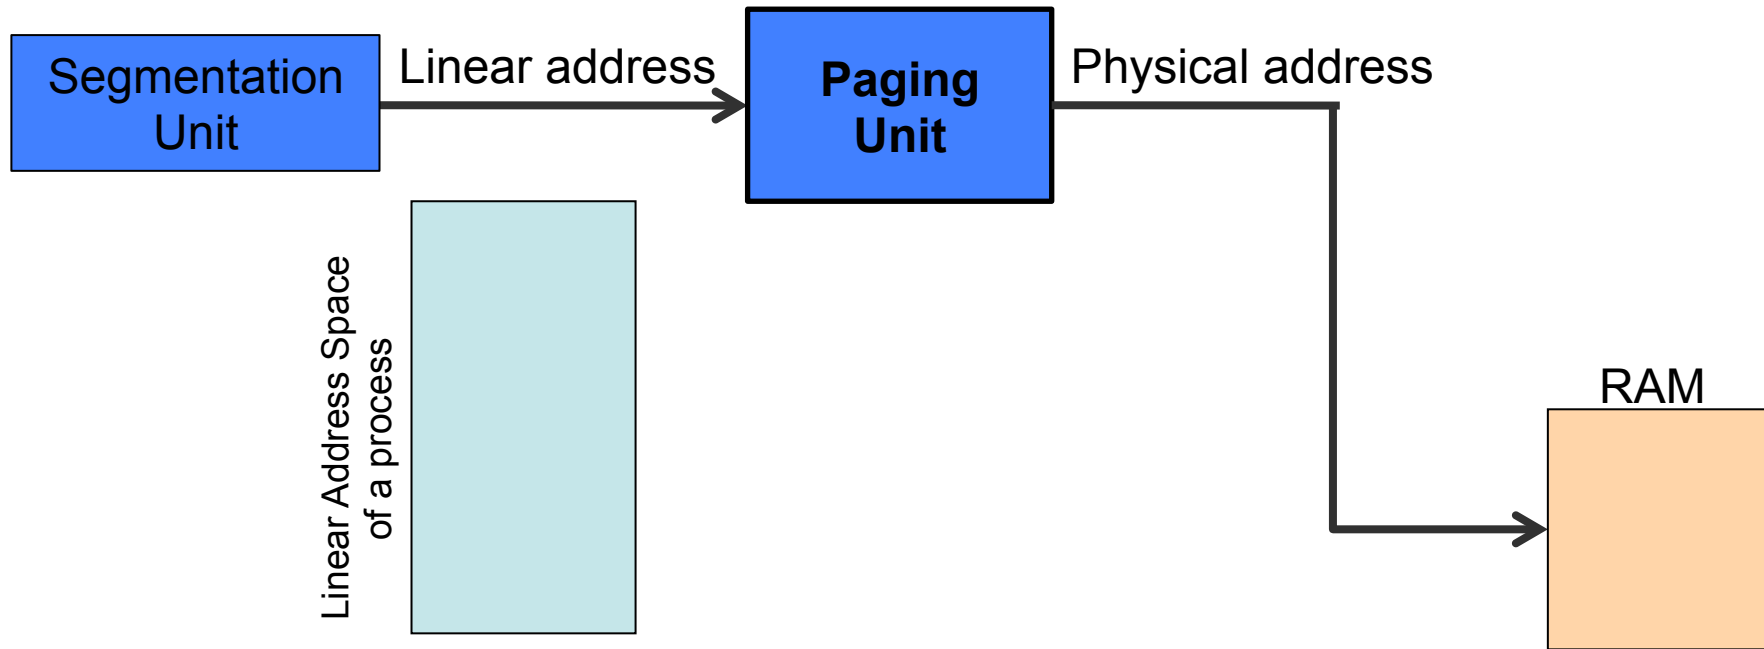 Segmentation
Unit
Linear address
Paging
Unit
Physical address
Linear Address Space
of a process
RAM